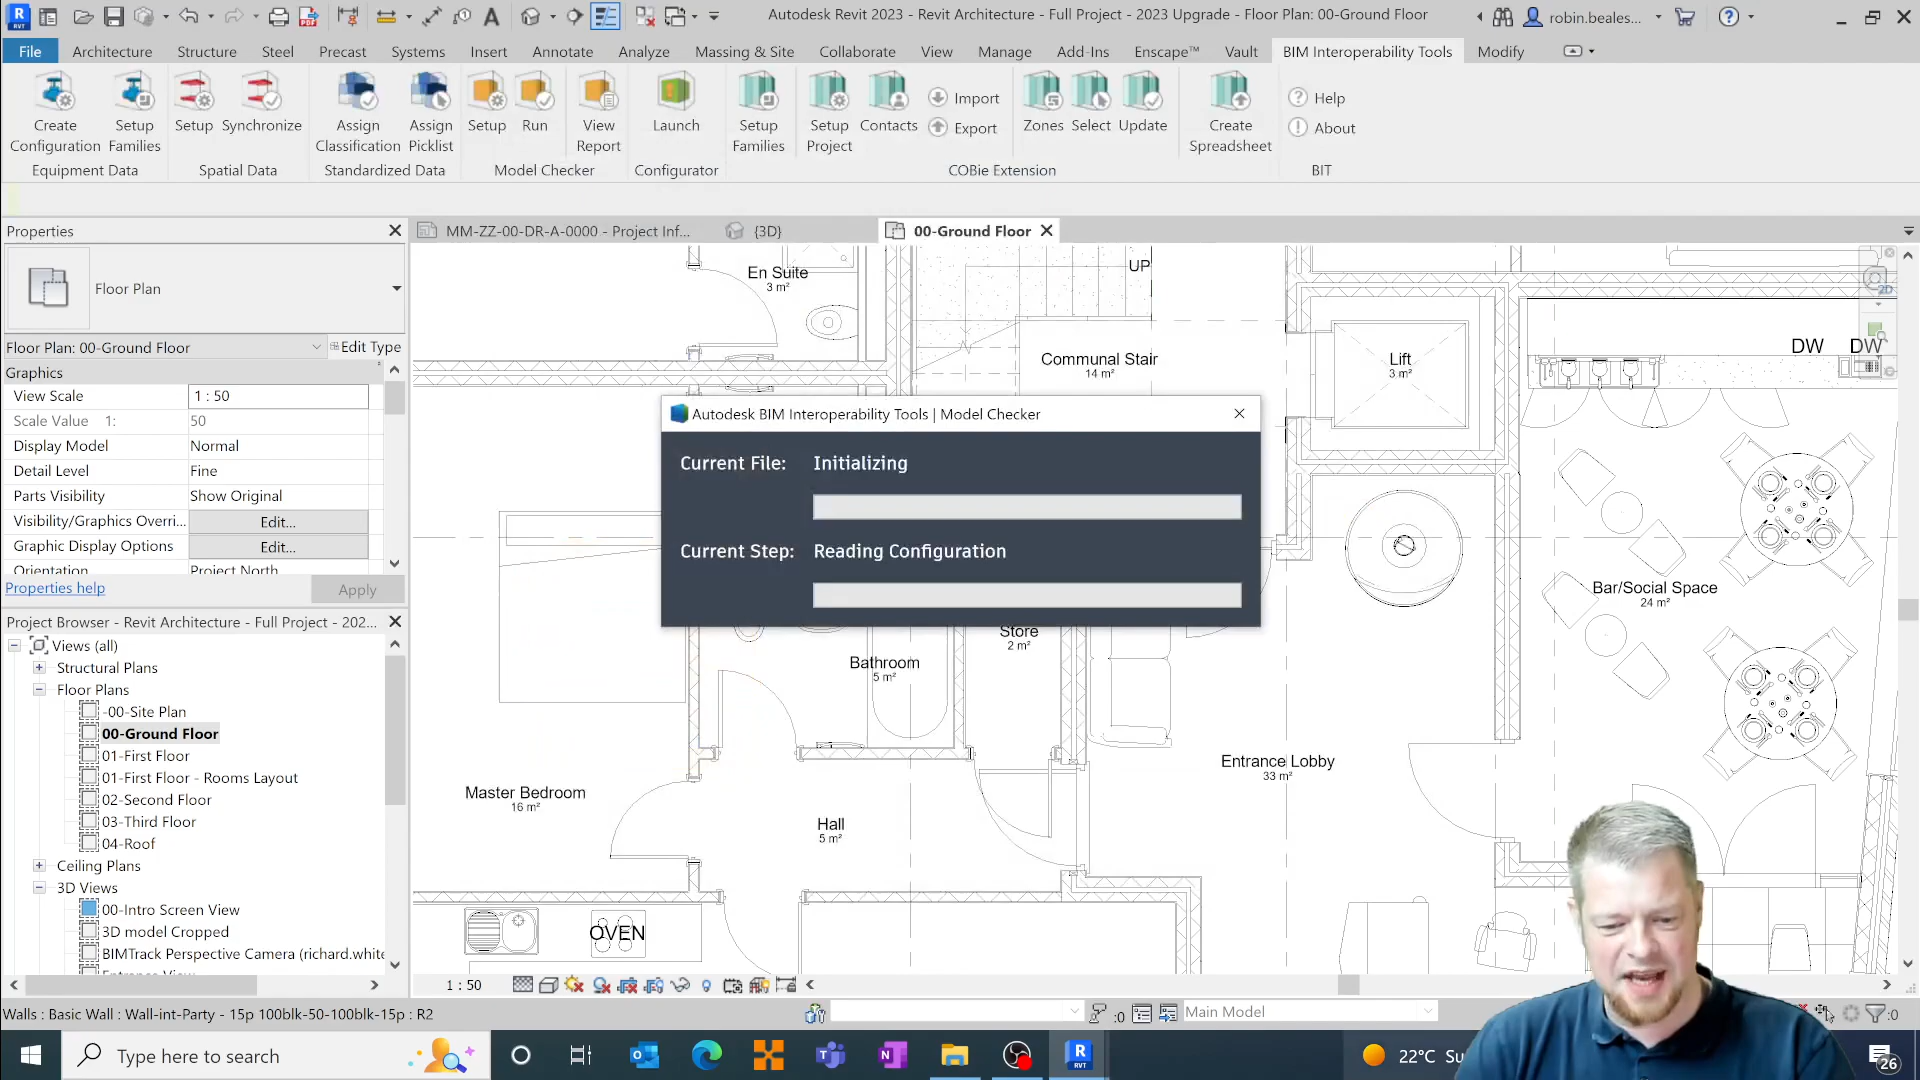 Autodesk Revit 2023 - Revit Architecture - Full Project - 2023 Upgrade - Floor Plan: 00-Ground Floor
robin.beales...
File
Architecture
Structure
Steel
Precast
Systems
Insert
Annotate
Analyze
Massing & Site
Collaborate
View
Manage
Add-Ins
Enscape™
Vault
BIM Interoperability Tools
Modify
Create
Configuration
Setup
Families
Setup
Synchronize
Assign
Classification
Assign
Picklist
Setup
Run
View
Report
Launch
Setup
Families
Setup
Project
Contacts
Import
Export
Zones
Select
Update
Create
Spreadsheet
Help
About
Equipment Data
Spatial Data
Standardized Data
Model Checker
Configurator
COBie Extension
BIT
Properties
MM-ZZ-00-DR-A-0000 - Project Inf...
{3D}
00-Ground Floor
Floor Plan
Floor Plan: 00-Ground Floor
Edit Type
Graphics
View Scale
1 : 50
Scale Value 1:
50
Display Model
Normal
Detail Level
Fine
Parts Visibility
Show Original
Visibility/Graphics Overri...
Edit...
Graphic Display Options
Edit...
Orientation
Project North
Properties help
Apply
Project Browser - Revit Architecture - Full Project - 202...
Views (all)
Structural Plans
Floor Plans
-00-Site Plan
00-Ground Floor
01-First Floor
01-First Floor - Rooms Layout
02-Second Floor
03-Third Floor
04-Roof
Ceiling Plans
3D Views
00-Intro Screen View
3D model Cropped
BIMTrack Perspective Camera (richard.white
En Suite
3 m²
UP
Communal Stair
14 m²
Lift
3 m²
DW
DW
2D
Autodesk BIM Interoperability Tools | Model Checker
Current File:
Initializing
Current Step:
Reading Configuration
Bar/Social Space
24 m²
Store
2 m²
Bathroom
5 m²
Entrance Lobby
33 m²
Master Bedroom
16 m²
Hall
5 m²
OVEN
1 : 50
Walls : Basic Wall : Wall-int-Party - 15p 100blk-50-100blk-15p : R2
:0
Main Model
:0
Type here to search
22°C Su
26